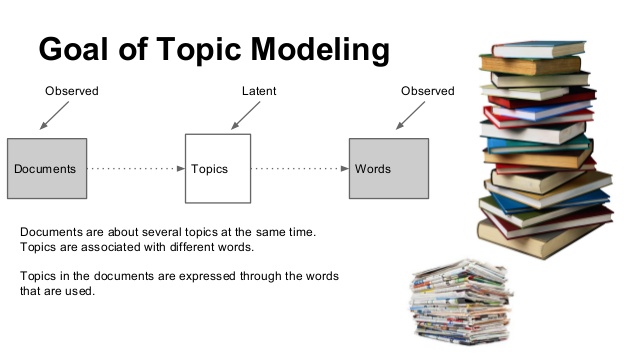 Goal of Topic Modeling
Observed
Latent
Observed
Documents
Topics
Words
Documents are about several topics at the same time.
Topics are associated with different words.
Topics in the documents are expressed through the words
that are used.